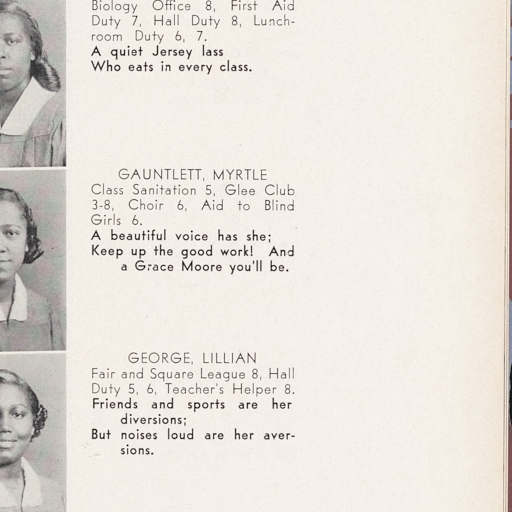 Biology Office 8, First Aid
Duty 7, Hall Duty 8, Lunch-
room Duty 6, 7.
A quiet Jersey lass
Who eats in every class.
GAUNTLETT, MYRTLE
Class Sanitation 5, Glee Club
3-8, Choir 6, Aid to Blind
Girls 6.
A beautiful voice has she;
Keep up the good work! And
a Grace Moore you'll be.
GEORGE, LILLIAN
Fair and Square League 8, Hall
Duty 5, 6, Teacher's Helper 8.
Friends and sports are her
diversions;
But noises loud are her aver-
sions.